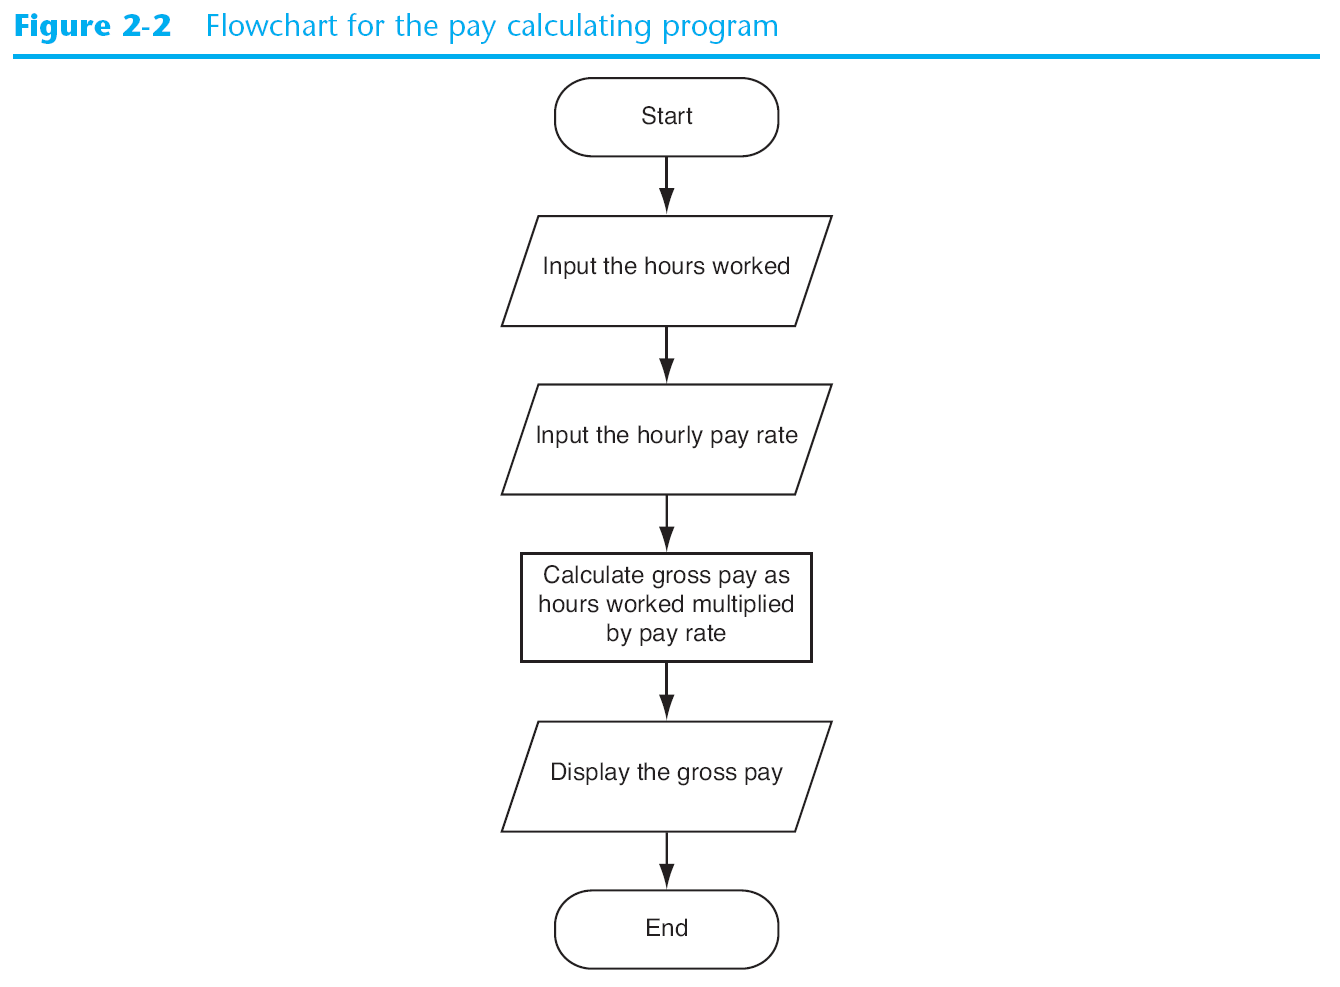 Figure 2-2 Flowchart for the pay calculating program
Start
Input the hours worked
Input the hourly pay rate
Calculate gross pay as
hours worked multiplied
by pay rate
Display the gross pay
End